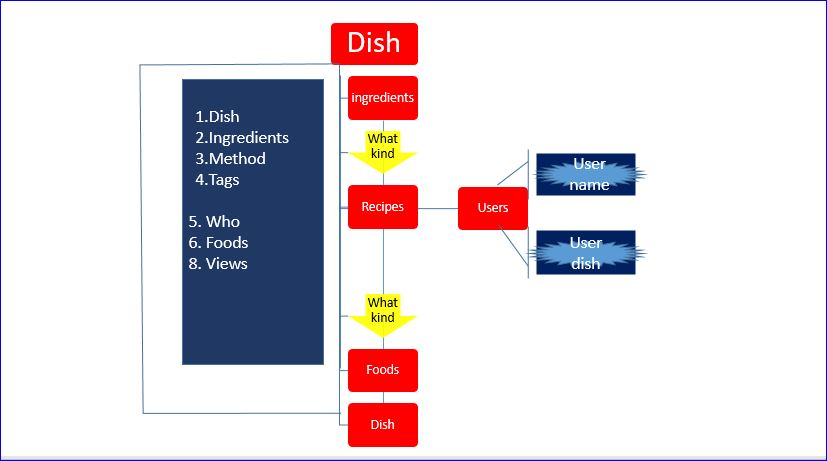 Dish
ingredients
1.Dish
2.Ingredients
3.Method
4.Tags
5. Who
6. Foods
8. Views
What
kind
Recipes
Users
User
name
User
dish
What
kind
Foods
Dish